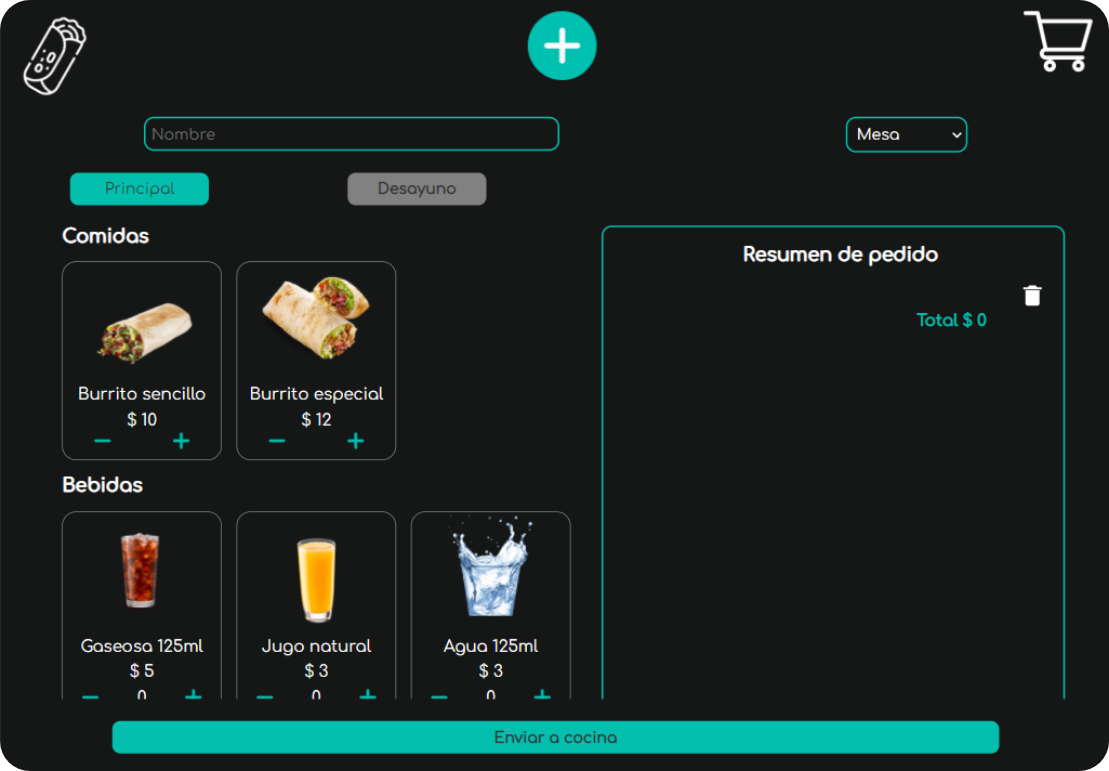 Nombre
Mesa
Principal
Desayuno
Comidas
Burrito sencillo
$ 10
Burrito especial
$ 12
Bebidas
Gaseosa 125ml
$ 5
0
Jugo natural
$ 3
0
Agua 125ml
$ 3
0
Resumen de pedido
Total $ 0
Enviar a cocina